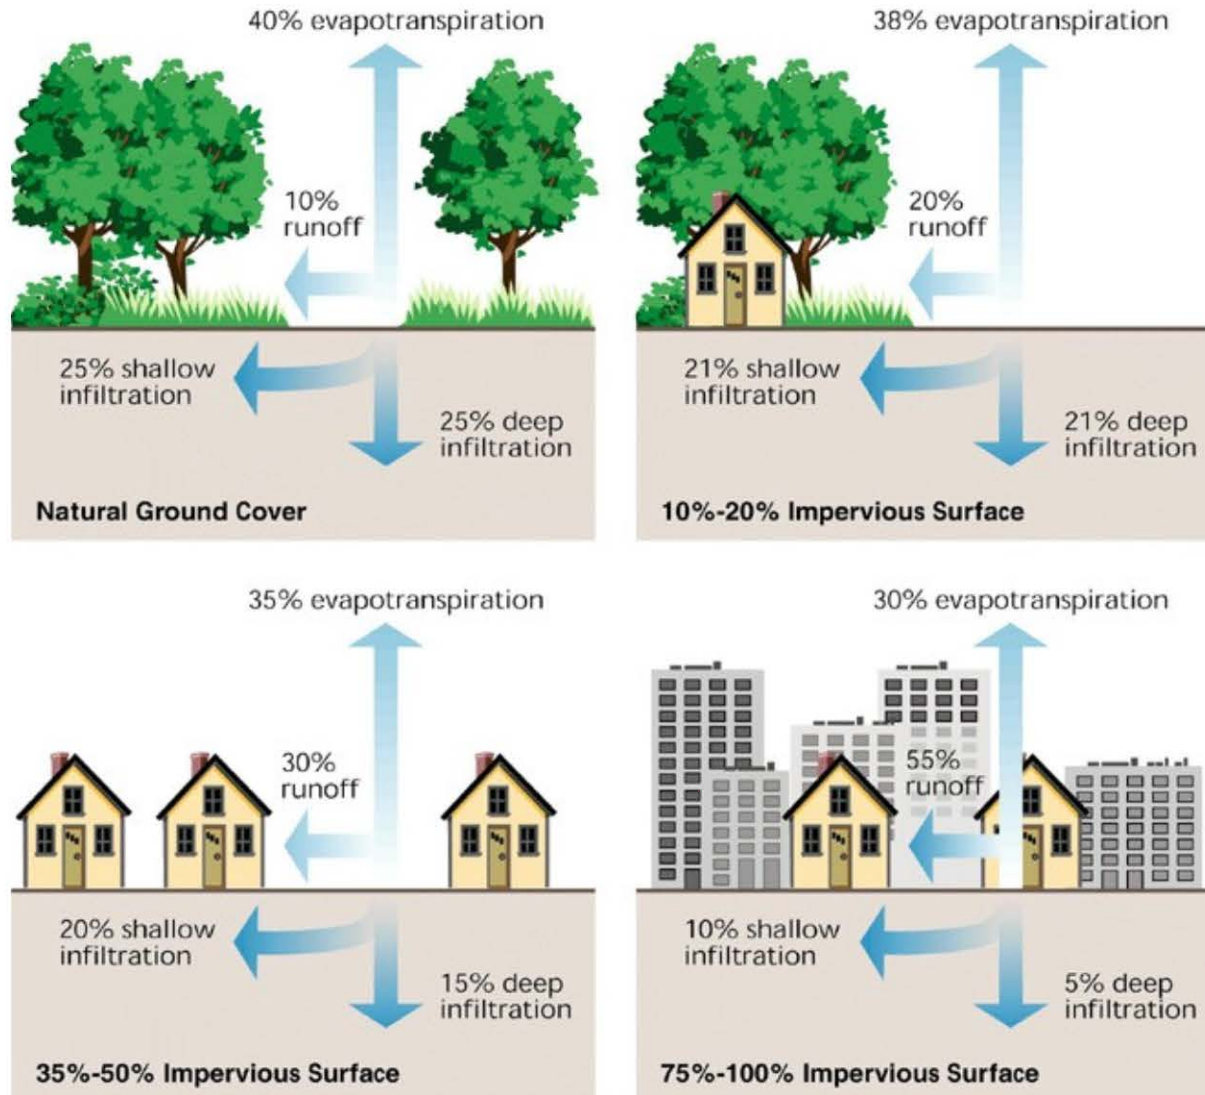 40% evapotranspiration
10%
runoff
25% shallow
infiltration
25% deep
infiltration
Natural Ground Cover
38% evapotranspiration
20%
runoff
21% shallow
infiltration
21% deep
infiltration
10%-20% Impervious Surface
35% evapotranspiration
30%
runoff
20% shallow
infiltration
15% deep
infiltration
35%-50% Impervious Surface
30% evapotranspiration
55%
runoff
10% shallow
infiltration
5% deep
infiltration
75%-100% Impervious Surface